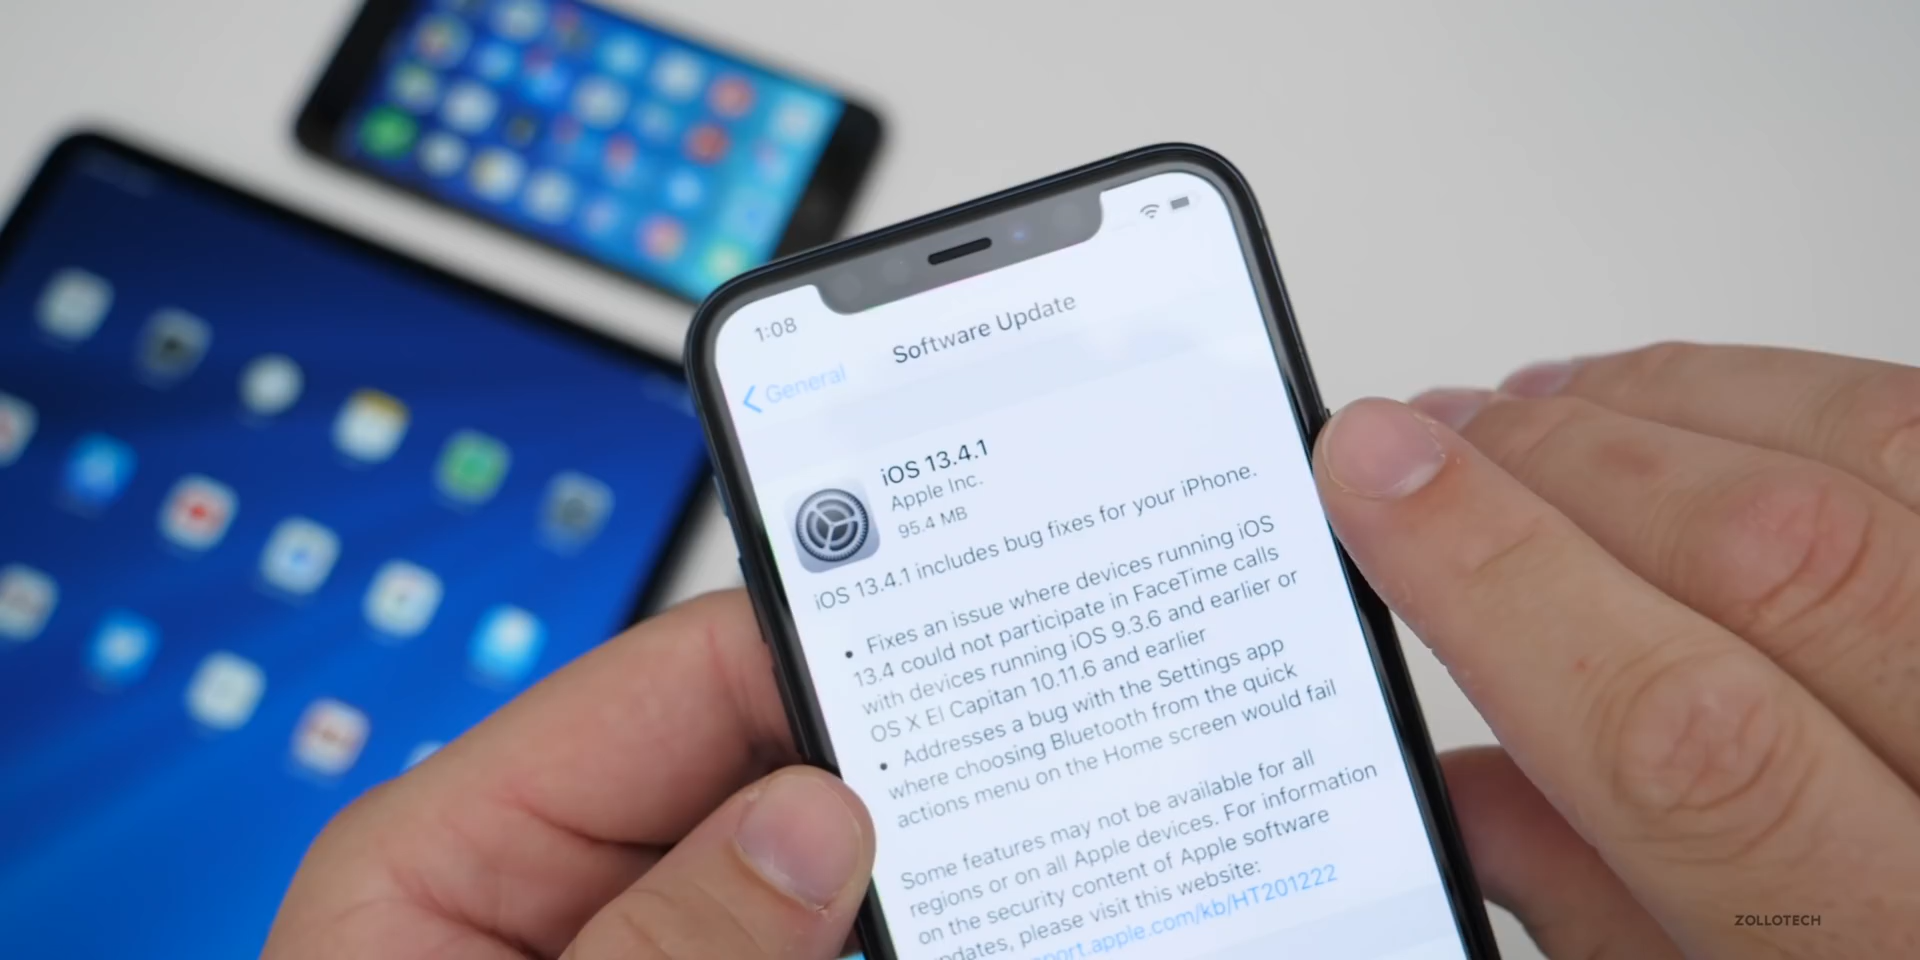 1:08
Software Update
General
iOS 13.4.1
Apple Inc.
95.4 MB
iOS 13.4.1 includes bug fixes for your iPhone.
• Fixes an issue where devices running iOS
13.4 could not participate in FaceTime calls
with devices running iOS 9.3.6 and earlier or
OS X El Capitan 10.11.6 and earlier
• Addresses a bug with the Settings app
where choosing Bluetooth from the quick
actions menu on the Home screen would fail
Some features may not be available for all
regions or on all Apple devices. For information
on the security content of Apple software
please visit this website:
apple.com/kb/HT201222
ZOLLOTECH